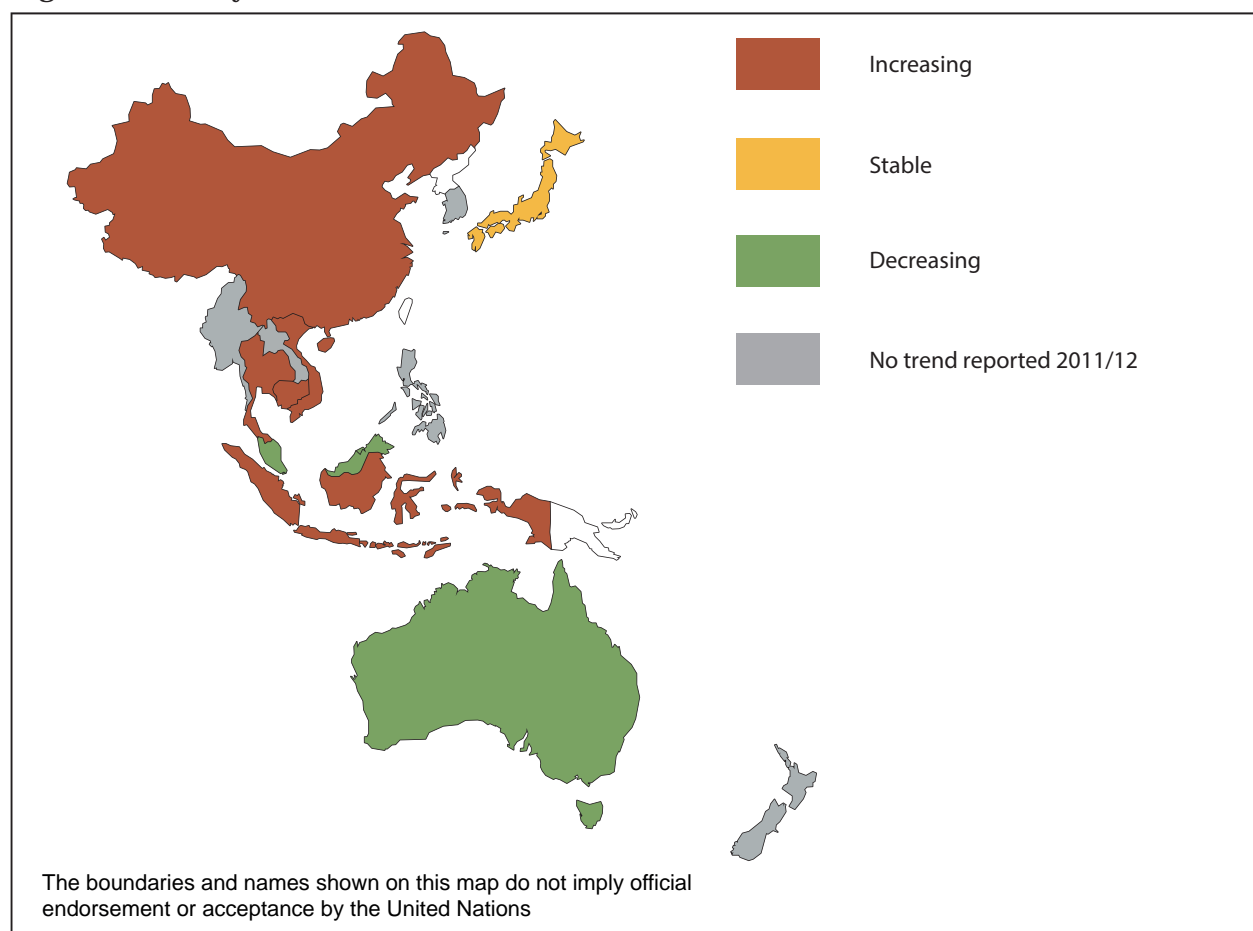 Increasing
Stable
Decreasing
No trend reported 2011/12
The boundaries and names shown on this map do not imply official
endorsement or acceptance by the United Nations